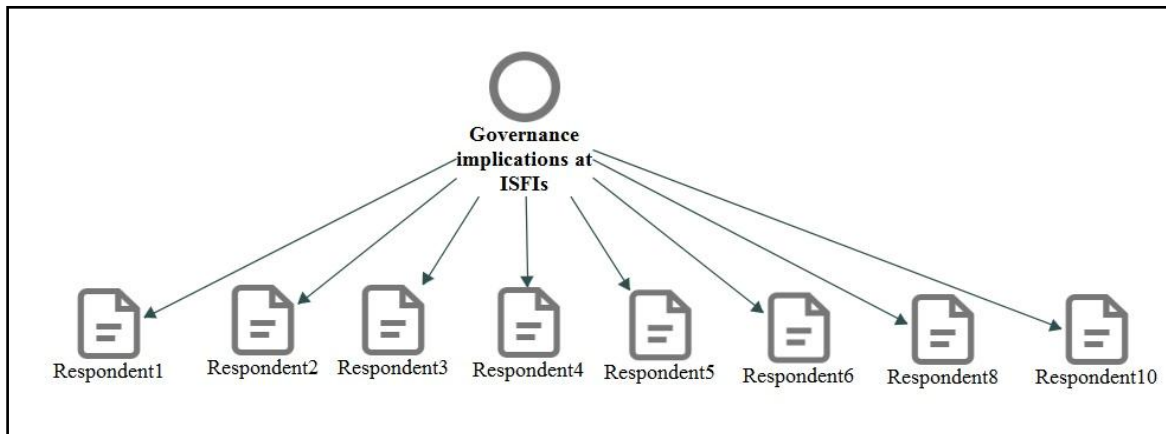 Governance
implications at
ISFIs
Respondent1
Respondent2
Respondent3
Respondent4
Respondent5
Respondent6
Respondent8
Respondent10